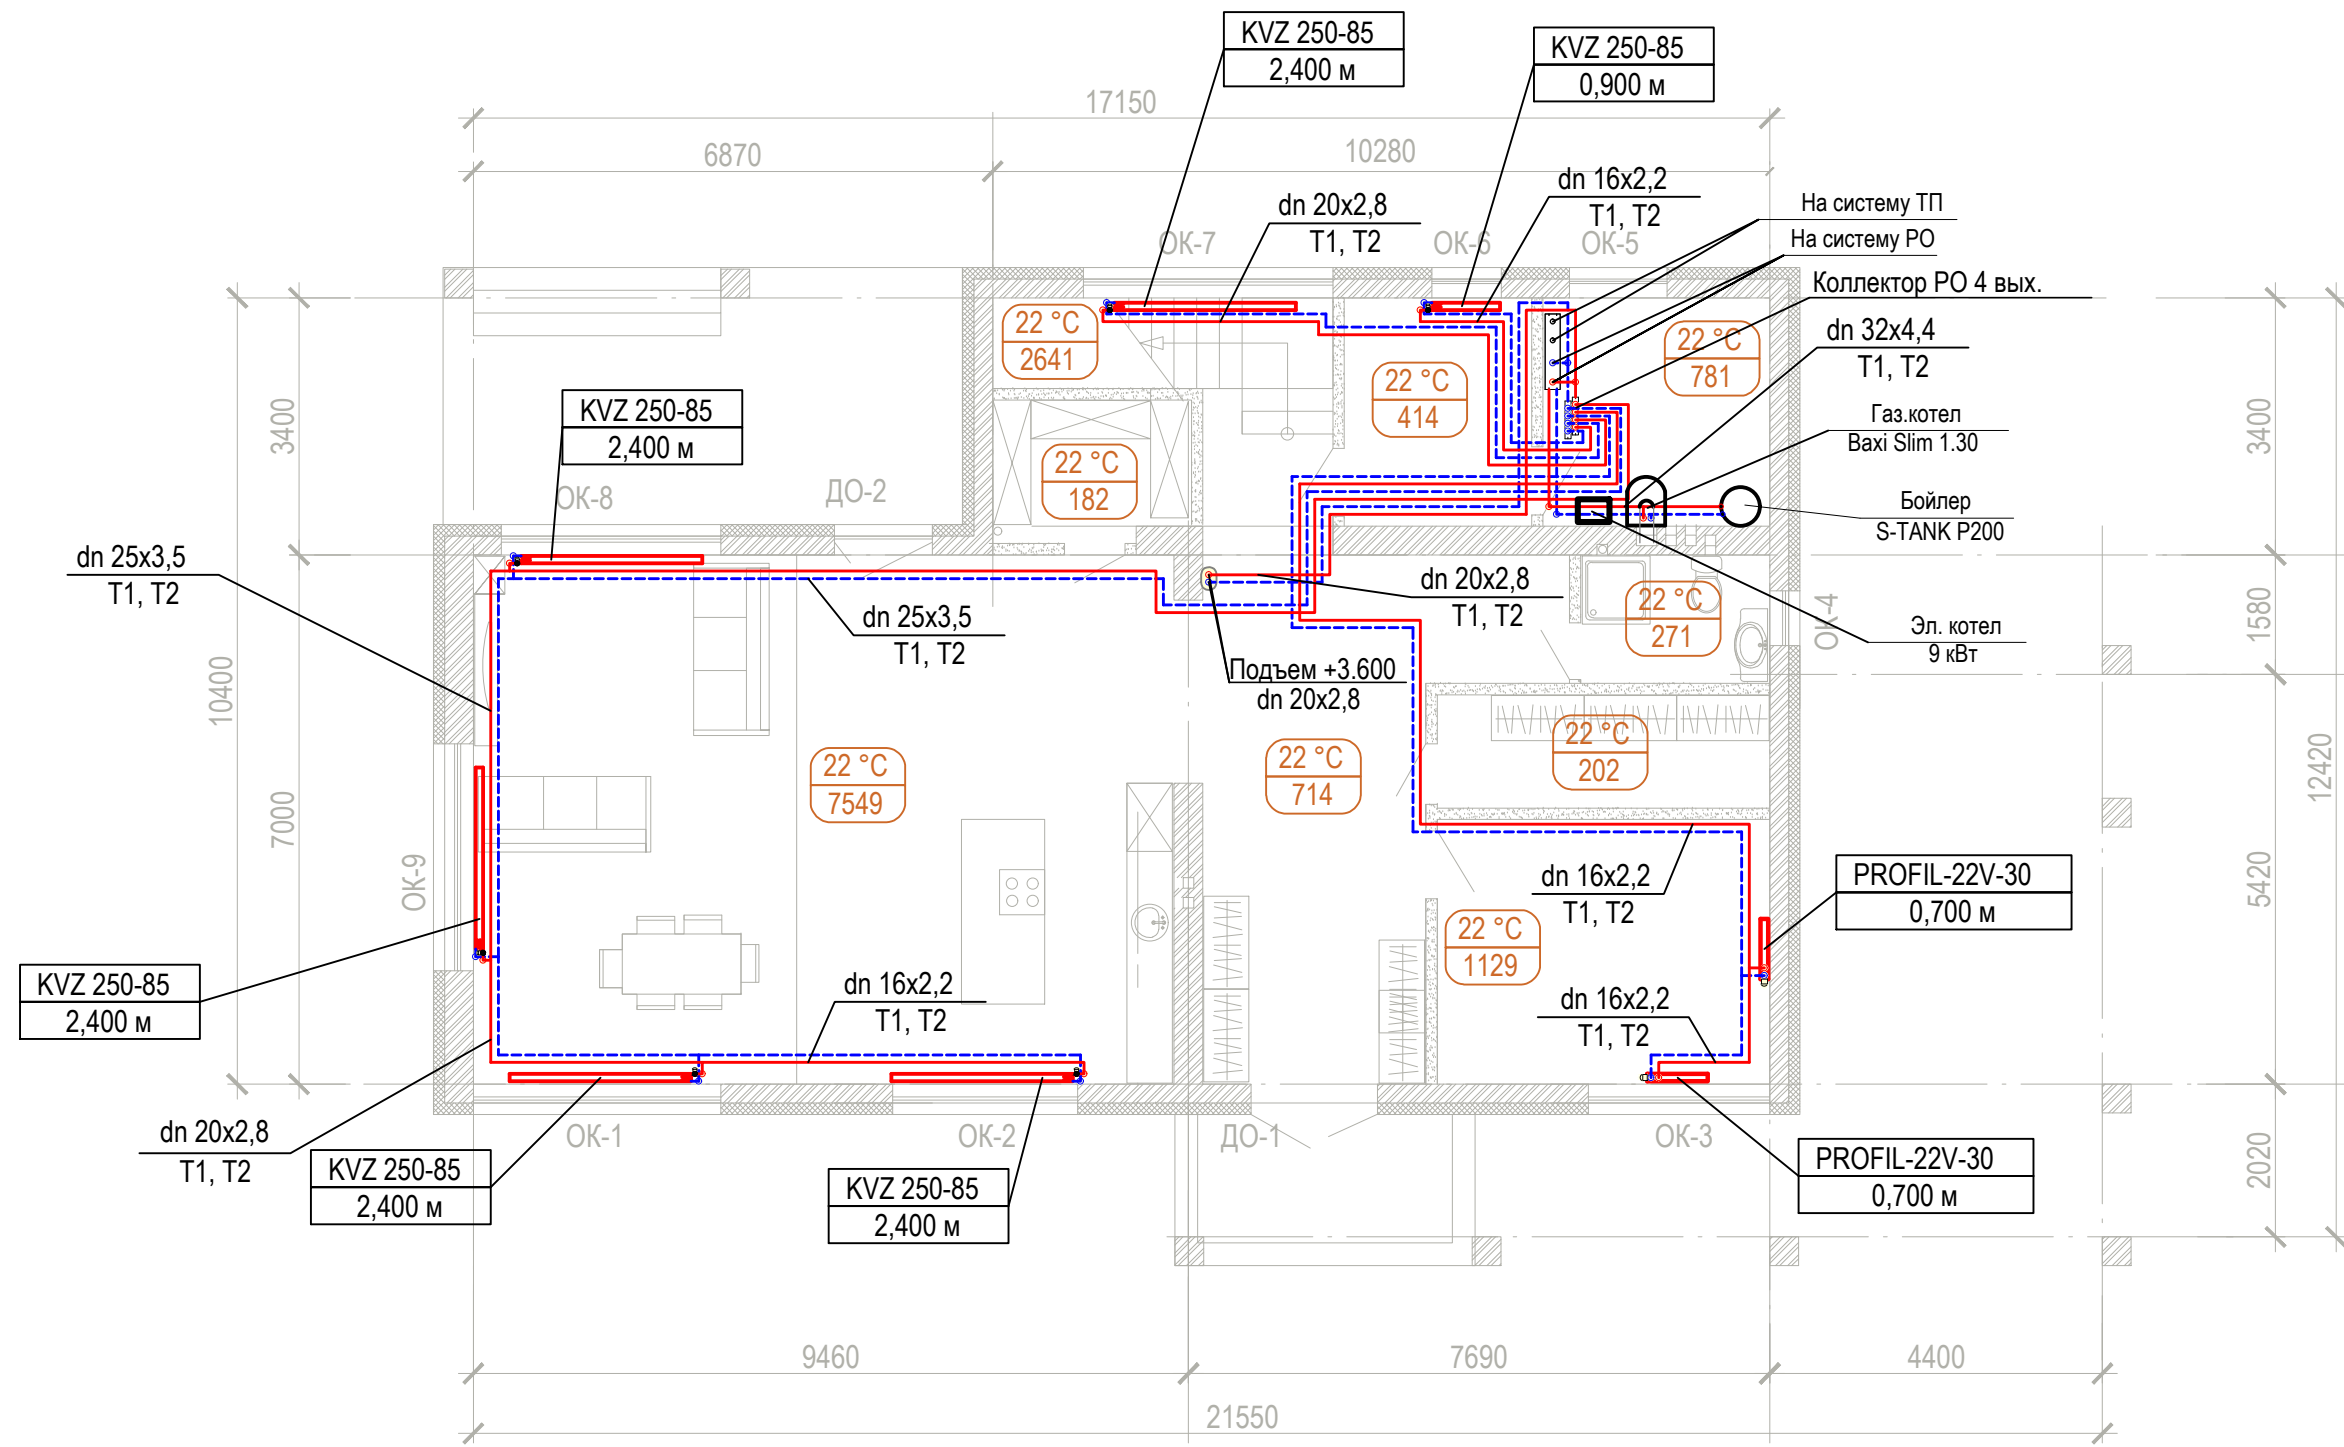 KVZ 250-85
2,400 м
KVZ 250-85
0,900 м
17150
6870
10280
dn 16x2,2
T1, T2
dn 20x2,8
T1, T2
На систему ТП
На систему РО
ОК-7
ОК-6
ОК-5
Коллектор РО 4 вых.
22 °C
2641
22 °C
781
dn 32x4,4
T1, T2
22 °C
414
3400
3400
KVZ 250-85
2,400 м
Газ.котел
Baxi Slim 1.30
22 °C
182
ОК-8
ДО-2
Бойлер
S-TANK P200
dn 25x3,5
T1, T2
dn 25x3,5
T1, T2
dn 20x2,8
T1, T2
22 °C
271
ОК-4
1580
Эл. котел
9 кВт
Подъем +3.600
dn 20x2,8
10400
7000
22 °C
7549
22 °C
714
22 °C
202
12420
ОК-9
dn 16x2,2
T1, T2
PROFIL-22V-30
0,700 м
5420
22 °C
1129
KVZ 250-85
2,400 м
dn 16x2,2
T1, T2
dn 16x2,2
T1, T2
dn 20x2,8
T1, T2
ОК-1
ОК-2
ДО-1
ОК-3
KVZ 250-85
2,400 м
KVZ 250-85
2,400 м
PROFIL-22V-30
0,700 м
2020
9460
7690
4400
21550